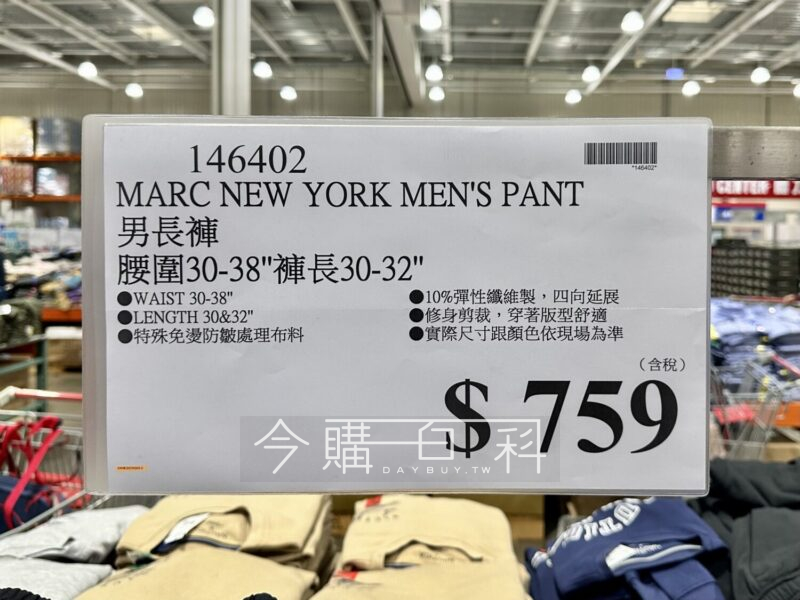 146402
*146402*
MARC NEW YORK MEN'S PANT
男長褲
腰圍30-38"褲長30-32"
●WAIST 30-38"
●LENGTH 30&32"
●特殊免燙防皺處理布料
●10%彈性纖維製，四向延展
●修身剪裁，穿著版型舒適
●實際尺寸跟顏色依現場為準
（含稅）
$ 759
今購百科
DAYBUY.TW
CENTER